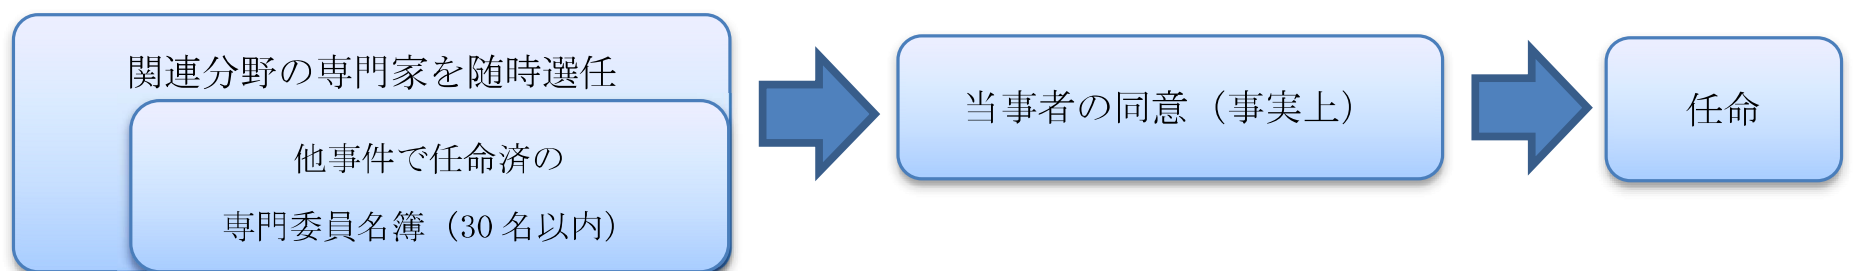 関連分野の専門家を随時選任
他事件で任命済の
専門委員名簿（30 名以内）
当事者の同意（事実上）
任命